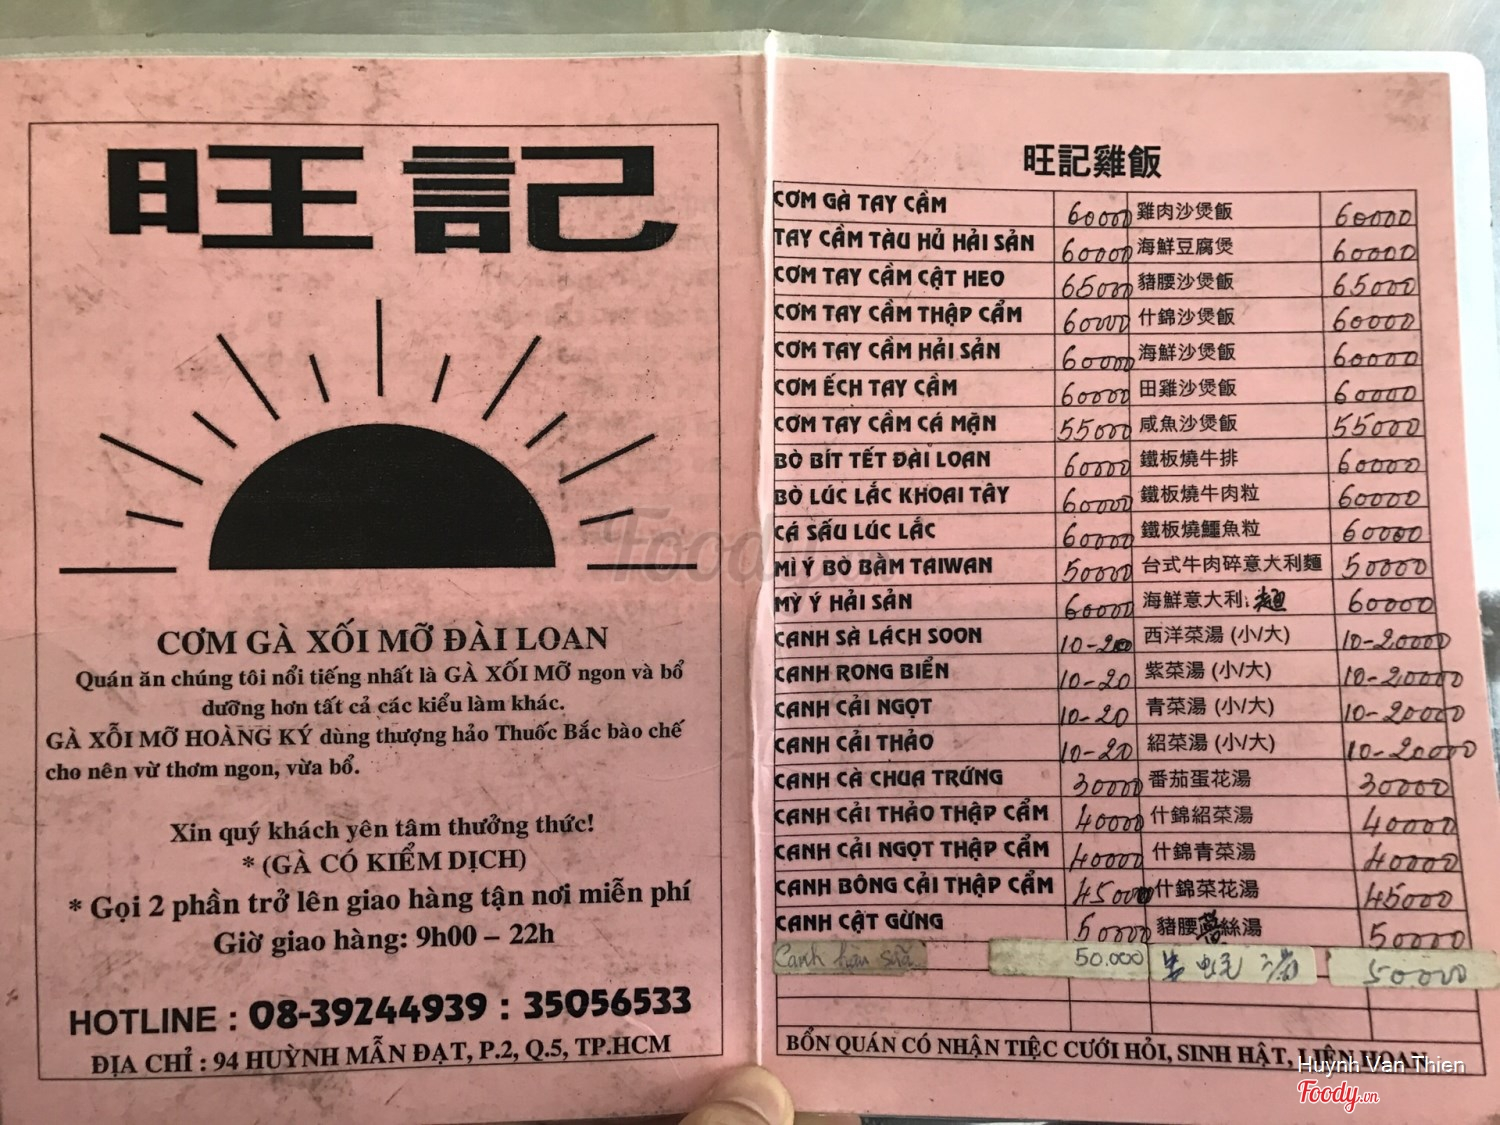 旺記
CƠM GÀ XỐI MỠ ĐÀI LOAN
Quán ăn chúng tôi nổi tiếng nhất là GÀ XỐI MỠ ngon và bổ
dưỡng hơn tất cả các kiểu làm khác.
GÀ XỐI MỠ HOÀNG KÝ dùng thượng hảo Thuốc Bắc bào chế
cho nên vừ thơm ngon, vừa bổ.
Xin quý khách yên tâm thưởng thức!
* (GÀ CÓ KIỂM DỊCH)
* Gọi 2 phần trở lên giao hàng tận nơi miễn phí
Giờ giao hàng: 9h00 – 22h
HOTLINE : 08-39244939 : 35056533
ĐỊA CHỈ : 94 HUỲNH MẪN ĐẠT, P.2, Q.5, TP.HCM
旺記雞飯
CƠM GÀ TAY CẦM 60000 雞肉沙煲飯 60000
TAY CẦM TÀU HỦ HẢI SẢN 60000 海鮮豆腐煲 60000
CƠM TAY CẦM CẬT HEO 65000 豬腰沙煲飯 65000
CƠM TAY CẦM THẬP CẨM 60000 什錦沙煲飯 60000
CƠM TAY CẦM HẢI SẢN 60000 海鮮沙煲飯 60000
CƠM ẾCH TAY CẦM 60000 田雞沙煲飯 60000
CƠM TAY CẦM CÁ MẶN 55000 咸魚沙煲飯 55000
BÒ BÍT TẾT ĐÀI LOAN 60000 鐵板燒牛排 60000
BÒ LÚC LẮC KHOAI TÂY 60000 鐵板燒牛肉粒 60000
CÁ SẤU LÚC LẮC 60000 鐵板燒鱷魚粒 60000
MÌ Ý BÒ BẰM TAIWAN 50000 台式牛肉碎意大利麵 50000
MỲ Ý HẢI SẢN 60000 海鮮意大利麵 60000
CANH SÀ LÁCH SOON 10-200 西洋菜湯 (小/大) 10-20000
CANH RONG BIỂN 10-20 紫菜湯 (小/大) 10-20000
CANH CẢI NGỌT 10-20 青菜湯 (小/大) 10-20000
CANH CẢI THẢO 10-20 紹菜湯 (小/大) 10-20000
CANH CÀ CHUA TRỨNG 30000 番茄蛋花湯 30000
CANH CẢI THẢO THẬP CẨM 40000 什錦紹菜湯 40000
CANH CẢI NGỌT THẬP CẨM 40000 什錦青菜湯 40000
CANH BÔNG CẢI THẬP CẨM 45000 什錦菜花湯 45000
CANH CẬT GỪNG 50000 豬腰薑絲湯 50000
Canh hào sữa 50.000 生蚝湯 50000
BỔN QUÁN CÓ NHẬN TIỆC CƯỚI HỎI, SINH NHẬT, LIÊN HOAN
Foody.vn
Huynh Van Thien
Foody.vn